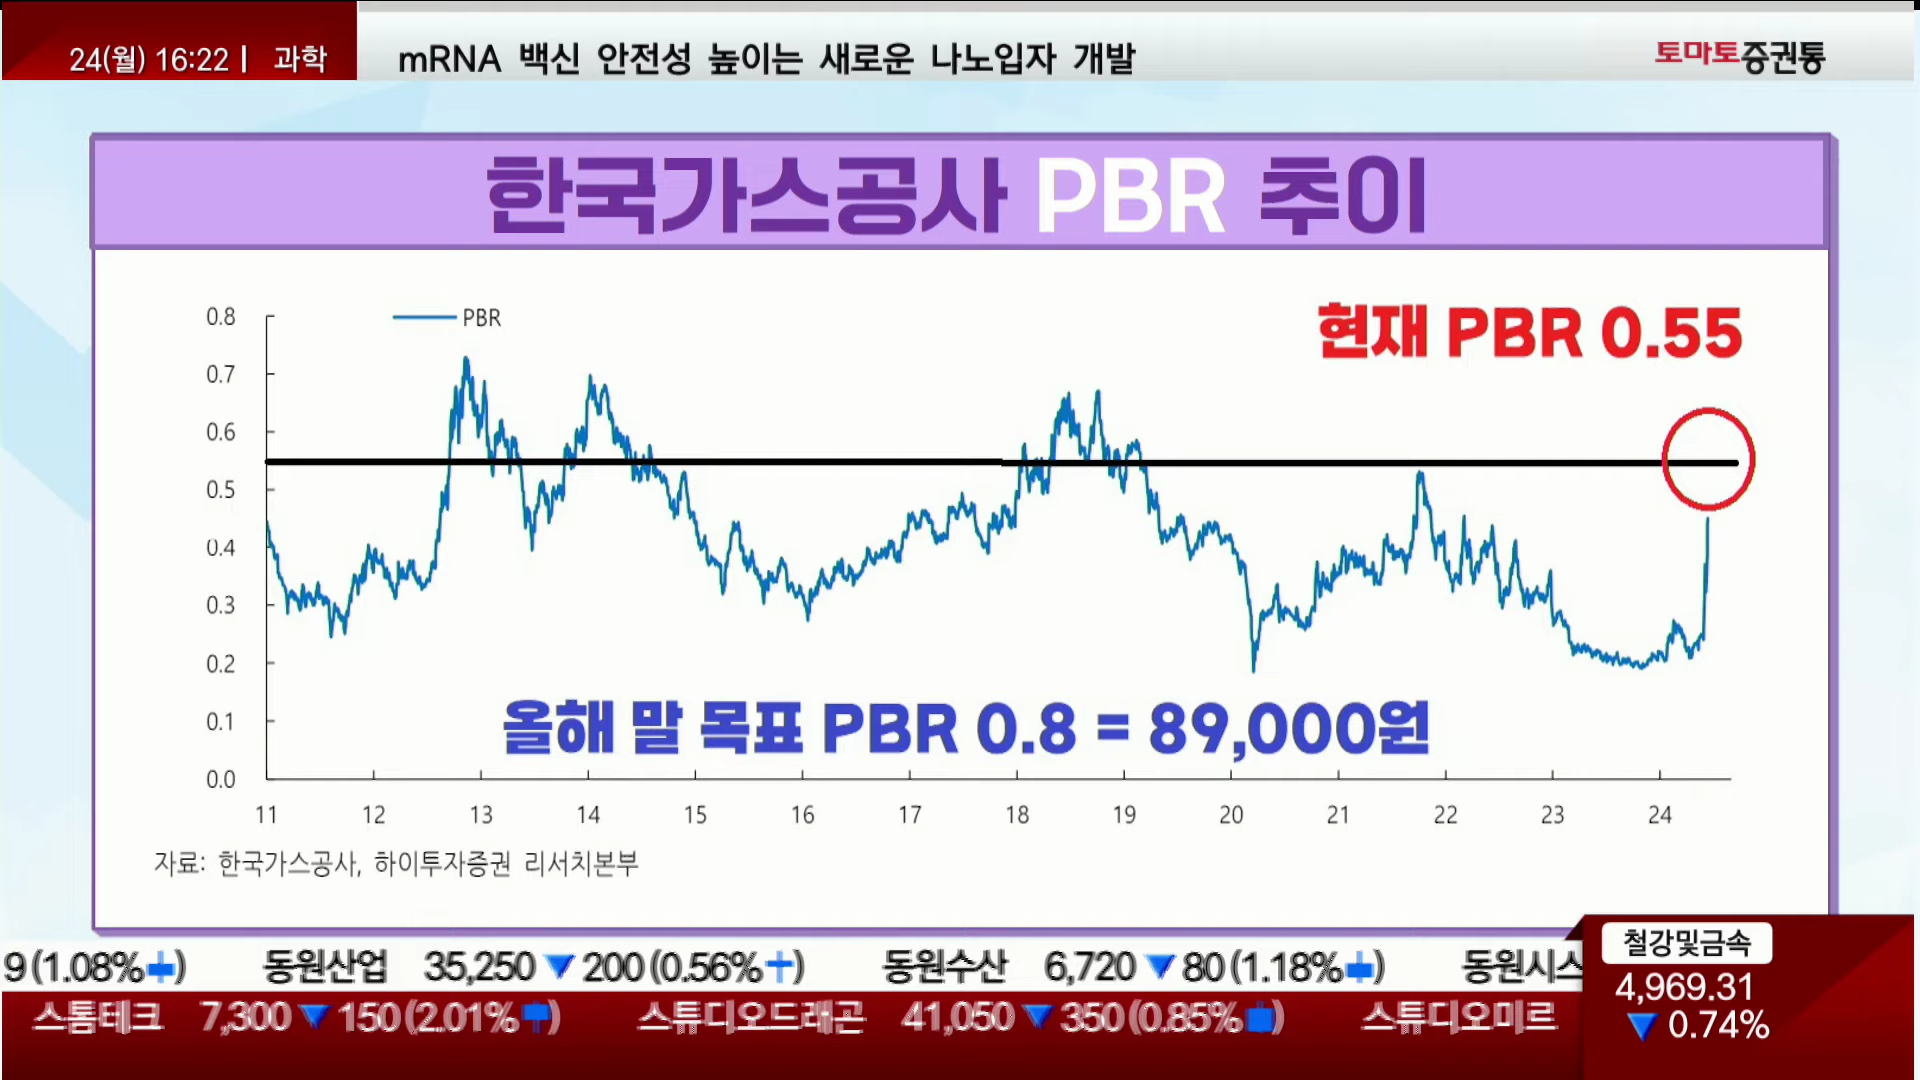 24(월) 16:22 | 과학
mRNA 백신 안전성 높이는 새로운 나노입자 개발
토마토증권통
한국가스공사 PBR 추이
PBR
현재 PBR 0.55
0.8
0.7
0.6
0.5
0.4
0.3
0.2
0.1
0.0
올해 말 목표 PBR 0.8 = 89,000원
11 12 13 14 15 16 17 18 19 20 21 22 23 24
자료: 한국가스공사, 하이투자증권 리서치본부
9(1.08%) 동원산업 35,250 ▼ 200(0.56%) 동원수산 6,720 ▼ 80(1.18%) 동원시스
스톰테크 7,300 ▼ 150(2.01%) 스튜디오드래곤 41,050 ▼ 350(0.85%) 스튜디오미르
철강및금속
4,969.31
▼ 0.74%